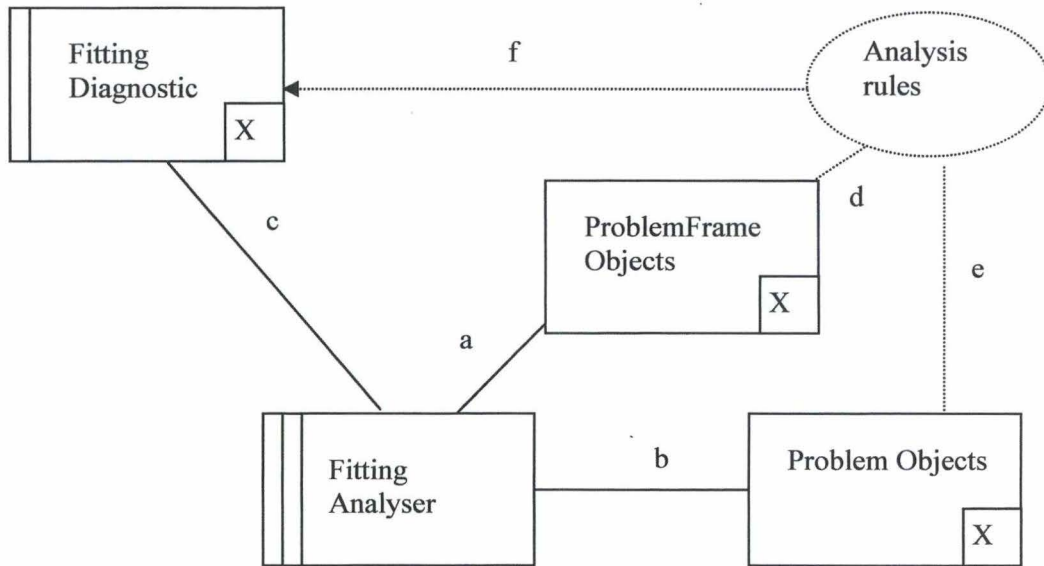 Fitting
Diagnostic
X
f
Analysis
rules
c
ProblemFrame
Objects
X
d
e
a
Fitting
Analyser
b
Problem Objects
X